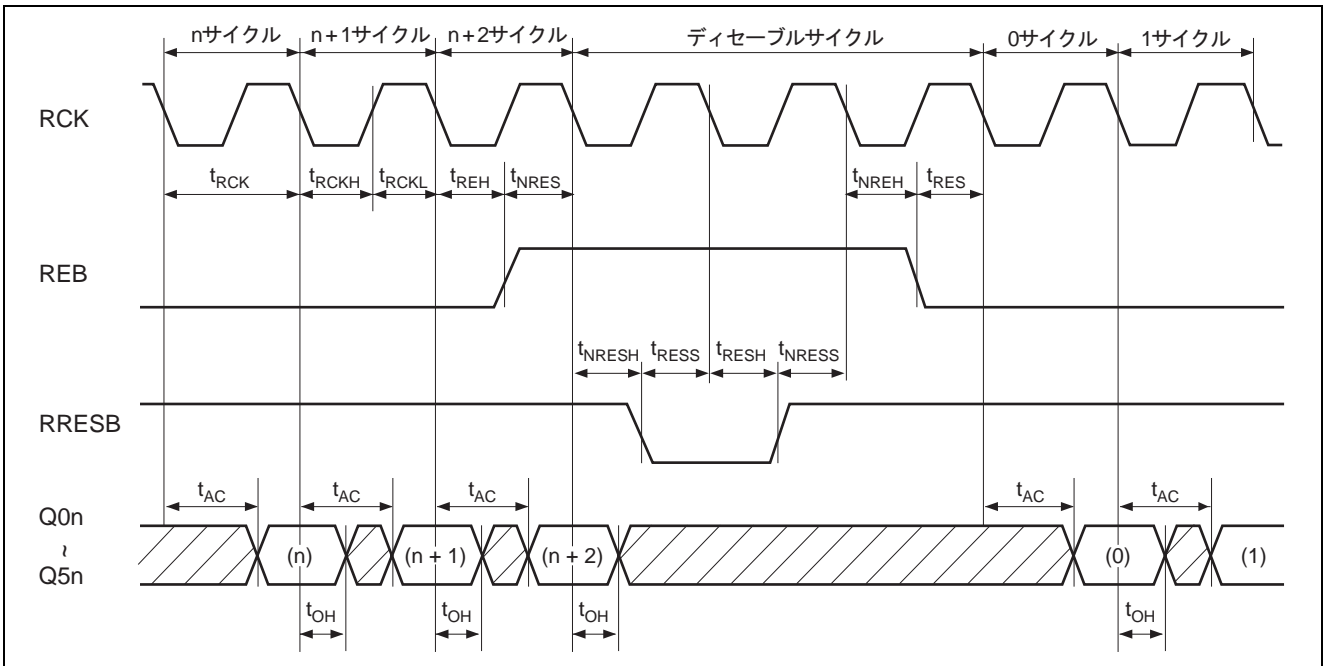 nサイクル n+1サイクル n+2サイクル ディセーブルサイクル 0サイクル 1サイクル
RCK
tRCK tRCKH tRCKL tREH tNRES tNREH tRES
REB
tNRESH tRESS tRESH tNRESS
RRESB
tAC tAC tAC tAC tAC
Q0n
~
Q5n
(n) (n + 1) (n + 2) (0) (1)
tOH tOH tOH tOH